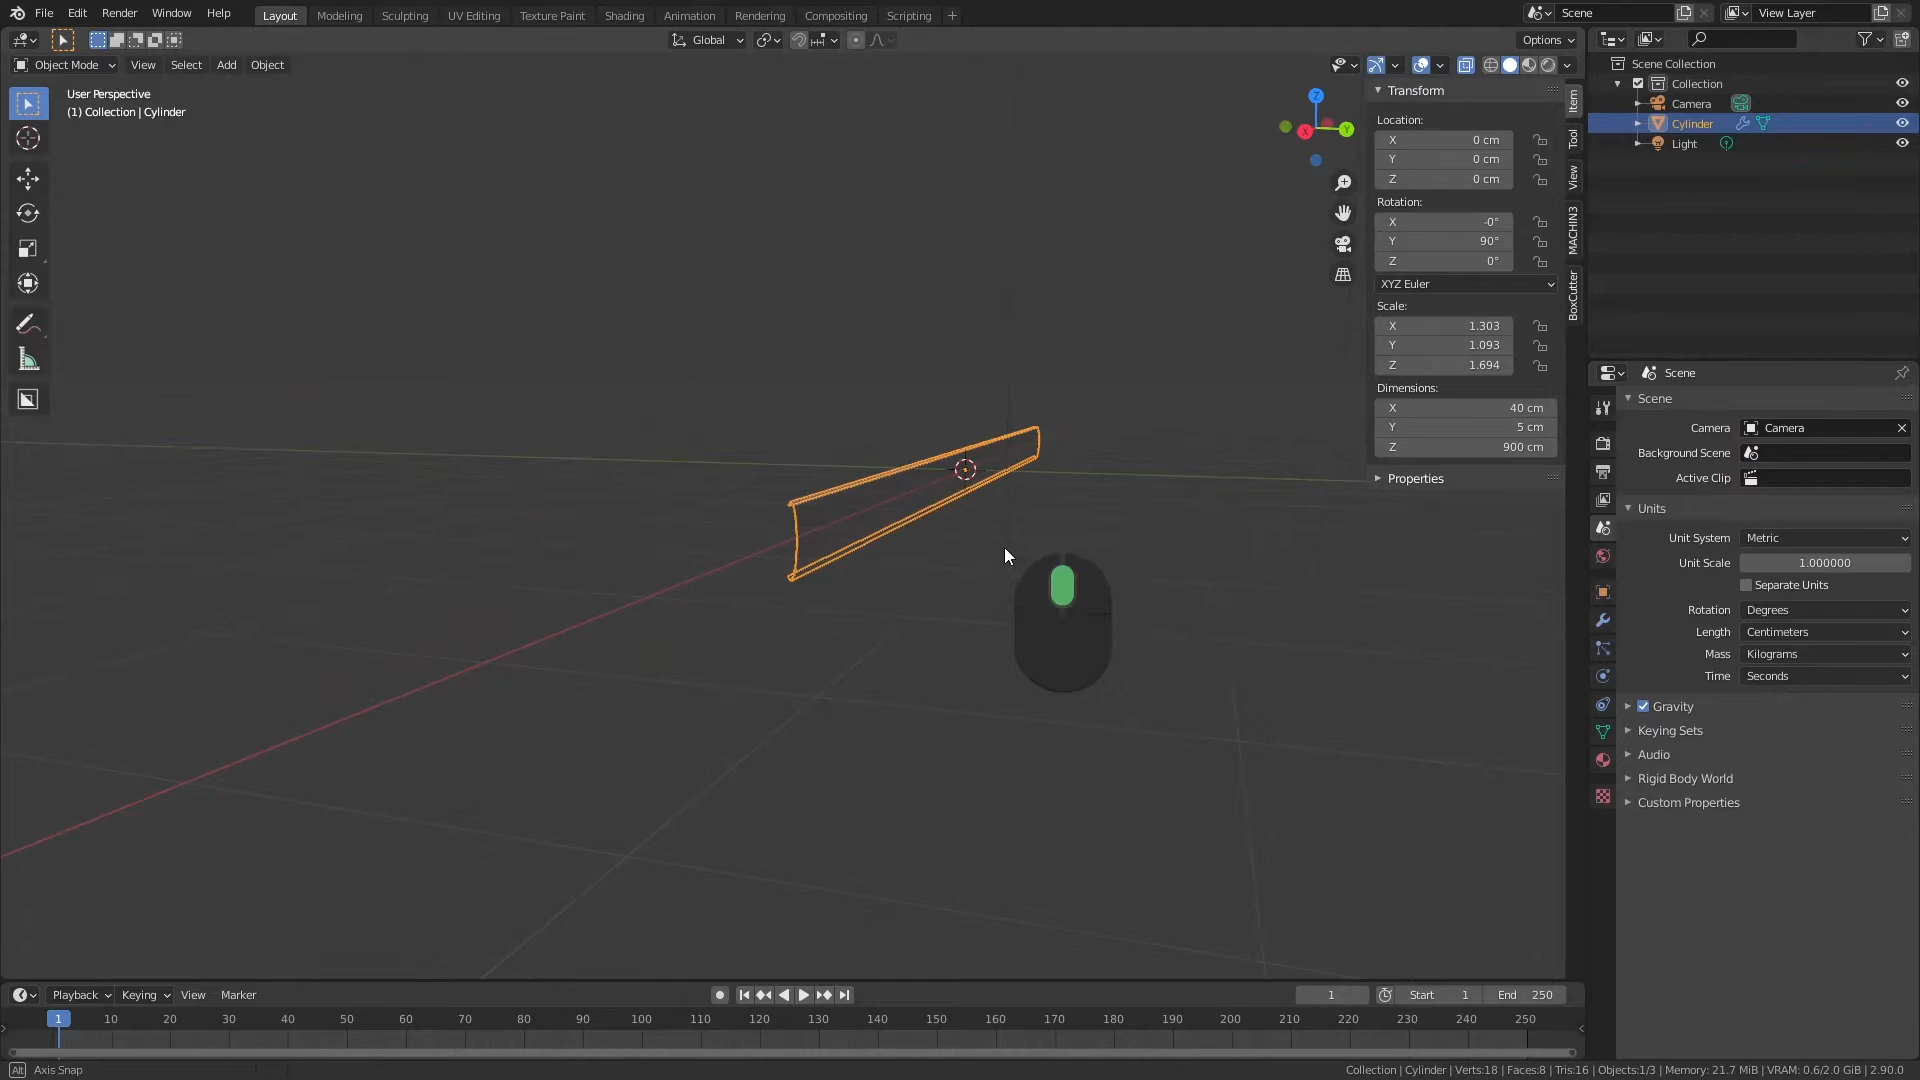 File Edit Render Window Help Layout Modeling Sculpting UV Editing Texture Paint Shading Animation Rendering Compositing Scripting + Scene View Layer
Global Options
Object Mode View Select Add Object
User Perspective
(1) Collection | Cylinder
Z
X
Y
Transform
Location:
X 0 cm
Y 0 cm
Z 0 cm
Rotation:
X -0°
Y 90°
Z 0°
XYZ Euler
Scale:
X 1.303
Y 1.093
Z 1.694
Dimensions:
X 40 cm
Y 5 cm
Z 900 cm
Properties
Item
Tool
View
MACHIN3
BoxCutter
Scene Collection
Collection
Camera
Cylinder
Light
Scene
Scene
Camera Camera
Background Scene
Active Clip
Units
Unit System Metric
Unit Scale 1.000000
Separate Units
Rotation Degrees
Length Centimeters
Mass Kilograms
Time Seconds
Gravity
Keying Sets
Audio
Rigid Body World
Custom Properties
Playback Keying View Marker 1 Start 1 End 250
1 10 20 30 40 50 60 70 80 90 100 110 120 130 140 150 160 170 180 190 200 210 220 230 240 250
Alt Axis Snap Collection | Cylinder | Verts:18 | Faces:8 | Tris:16 | Objects:1/3 | Memory: 21.7 MiB | VRAM: 0.6/2.0 GiB | 2.90.0